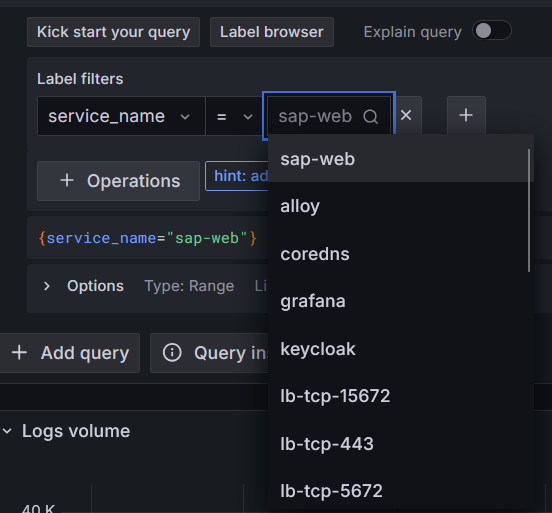 Kick start your query Label browser Explain query
Label filters
service_name = sap-web
sap-web
Operations hint: ad
alloy
{service_name="sap-web"}
coredns
Options Type: Range Li
grafana
Add query Query in
keycloak
lb-tcp-15672
Logs volume
lb-tcp-443
lb-tcp-5672
40 K